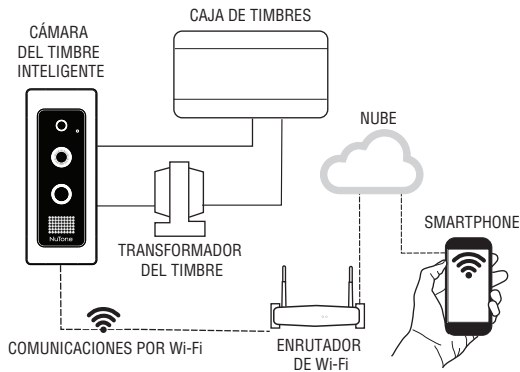 CÁMARA
DEL TIMBRE
INTELIGENTE
CAJA DE TIMBRES
NUBE
SMARTPHONE
NuTone
TRANSFORMADOR
DEL TIMBRE
COMUNICACIONES POR Wi-Fi
ENRUTADOR
DE Wi-Fi